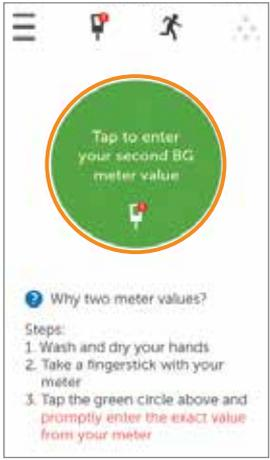 Tap to enter
your second BG
meter value
Why two meter values?
Steps:
1. Wash and dry your hands
2. Take a fingerstick with your
meter
3. Tap the green circle above and
promptly enter the exact value
from your meter